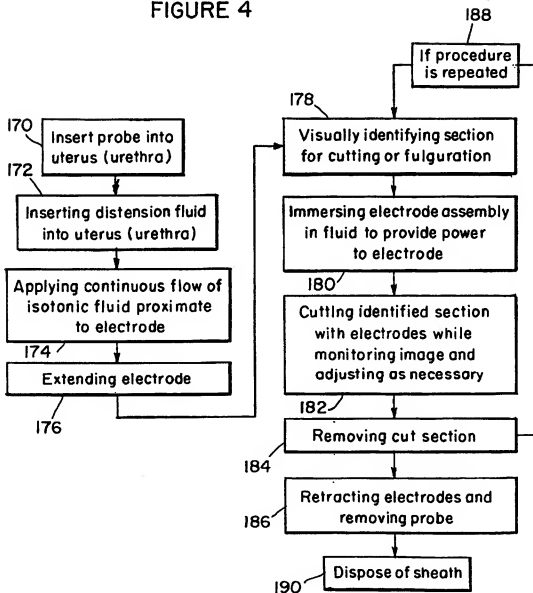 FIGURE 4
170
Insert probe into
uterus (urethra)
172
Inserting distension fluid
into uterus (urethra)
Applying continuous flow of
isotonic fluid proximate
to electrode
174
Extending electrode
176
188
If procedure
is repeated
178
Visually identifying section
for cutting or fulguration
Immersing electrode assembly
in fluid to provide power
to electrode
180
Cutting identified section
with electrodes while
monitoring image and
adjusting as necessary
182
Removing cut section
184
Retracting electrodes and
removing probe
186
Dispose of sheath
190